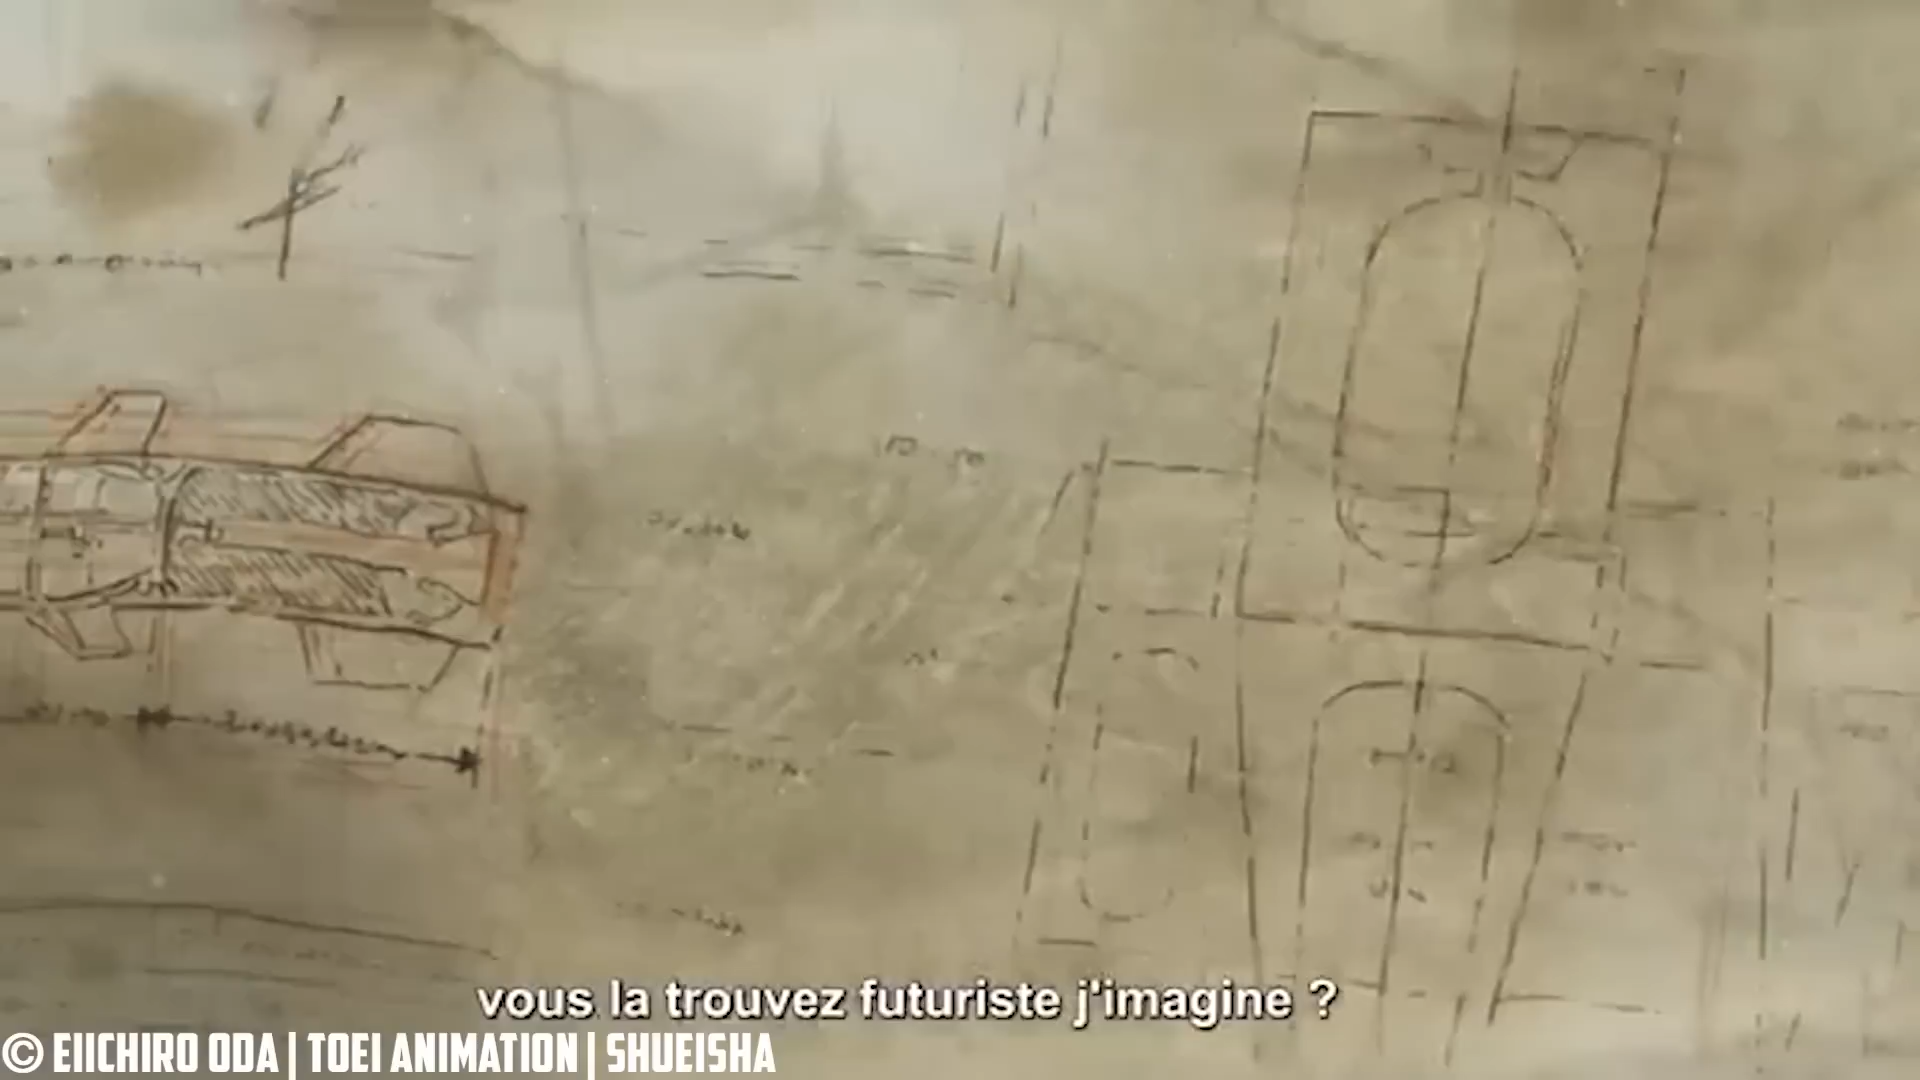 vous la trouvez futuriste j'imagine ?
© EIICHIRO ODA | TOEI ANIMATION | SHUEISHA